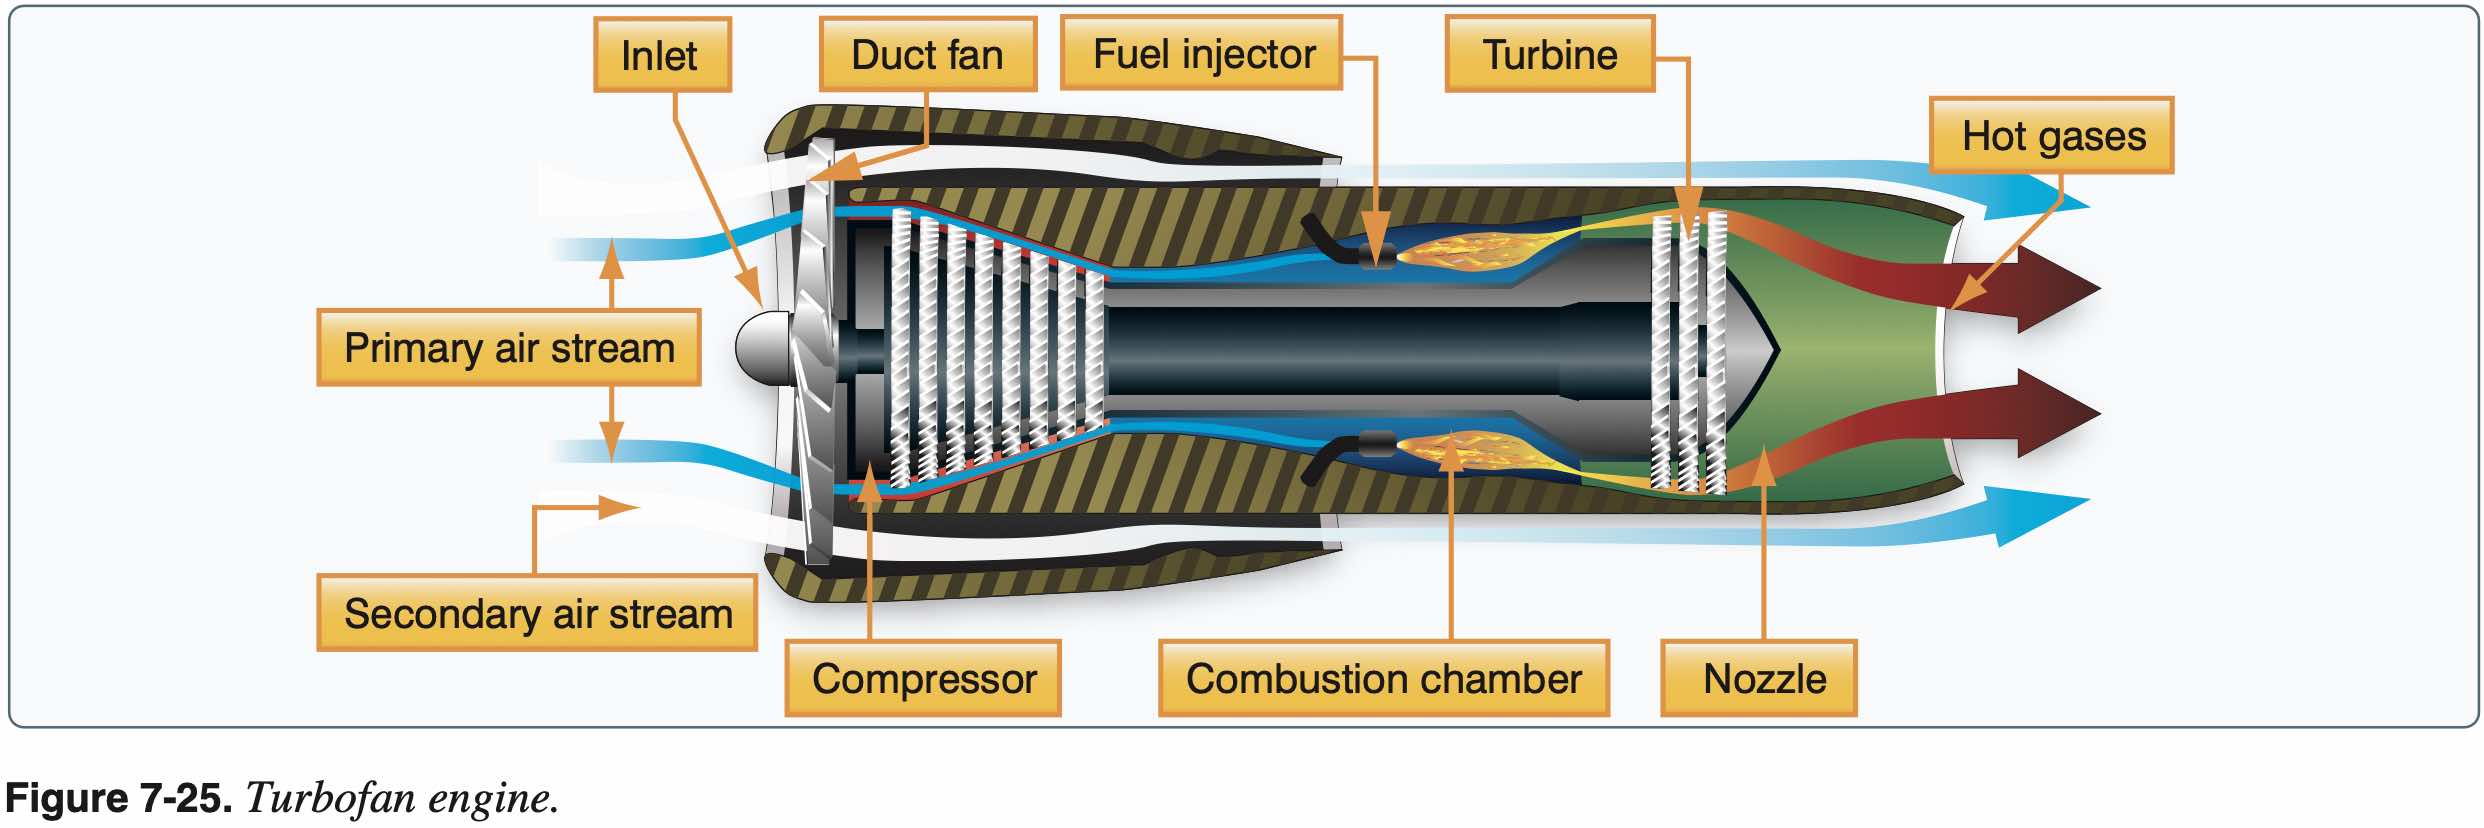 Inlet
Duct fan
Fuel injector
Turbine
Hot gases
Primary air stream
Secondary air stream
Compressor
Combustion chamber
Nozzle
Figure 7-25. Turbofan engine.